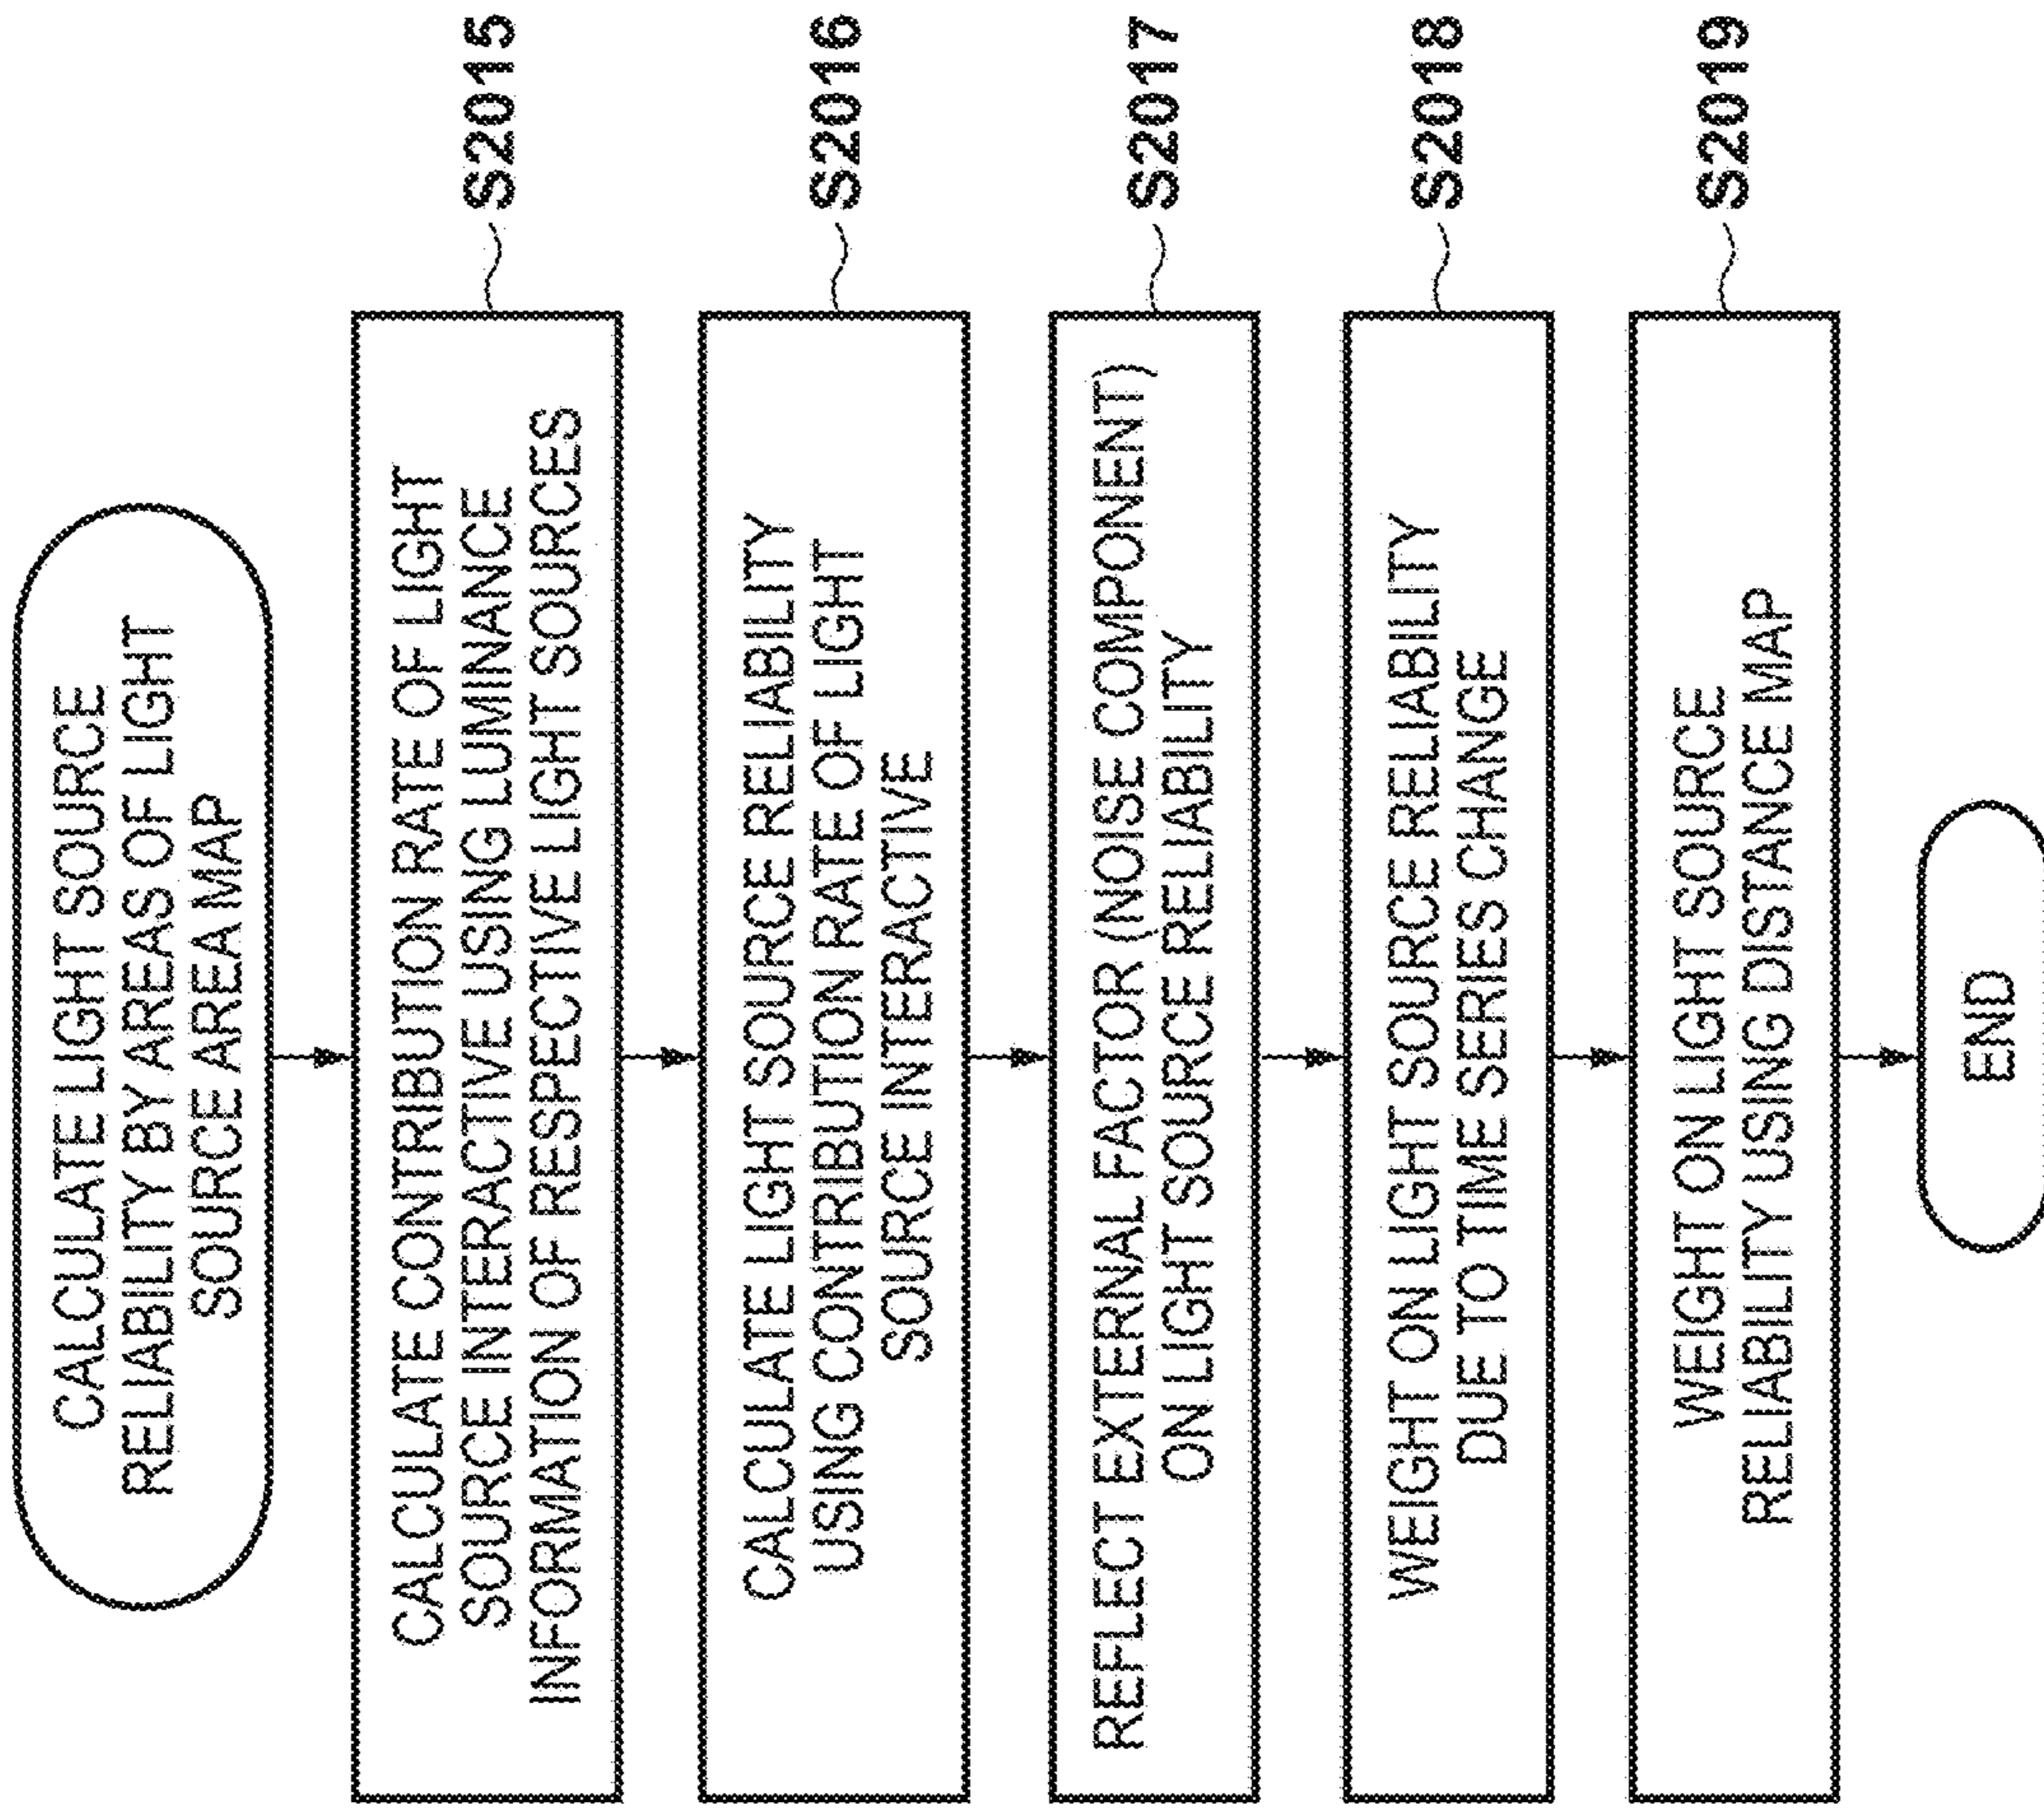 CALCULATE LIGHT SOURCE
RELIABILITY BY AREAS OF LIGHT
SOURCE AREA MAP
CALCULATE CONTRIBUTION RATE OF LIGHT
SOURCE INTERACTIVE USING LUMINANCE
INFORMATION OF RESPECTIVE LIGHT SOURCES
S2015
CALCULATE LIGHT SOURCE RELIABILITY
USING CONTRIBUTION RATE OF LIGHT
SOURCE INTERACTIVE
S2016
REFLECT EXTERNAL FACTOR (NOISE COMPONENT)
ON LIGHT SOURCE RELIABILITY
S2017
WEIGHT ON LIGHT SOURCE RELIABILITY
DUE TO TIME SERIES CHANGE
S2018
WEIGHT ON LIGHT SOURCE
RELIABILITY USING DISTANCE MAP
S2019
END